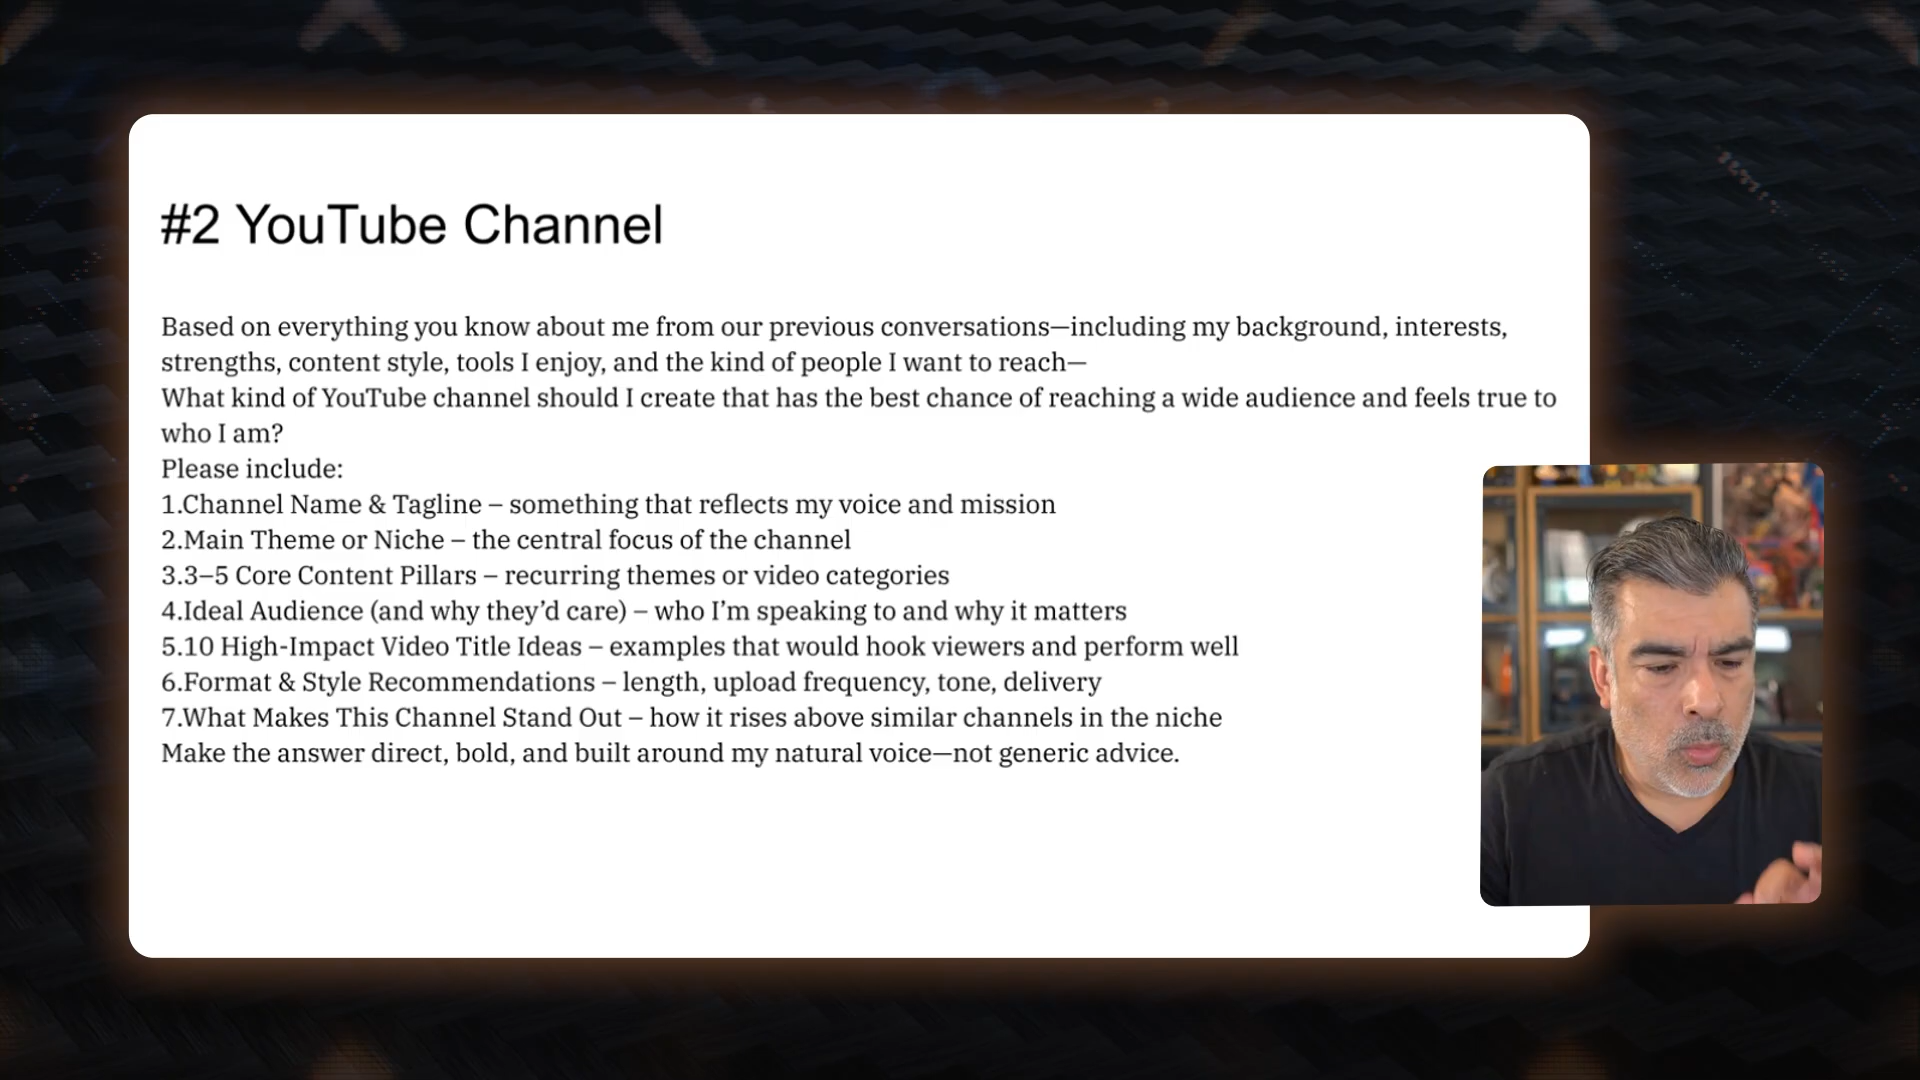 #2 YouTube Channel
Based on everything you know about me from our previous conversations—including my background, interests,
strengths, content style, tools I enjoy, and the kind of people I want to reach—
What kind of YouTube channel should I create that has the best chance of reaching a wide audience and feels true to
who I am?
Please include:
1.Channel Name & Tagline – something that reflects my voice and mission
2.Main Theme or Niche – the central focus of the channel
3.3–5 Core Content Pillars – recurring themes or video categories
4.Ideal Audience (and why they’d care) – who I’m speaking to and why it matters
5.10 High-Impact Video Title Ideas – examples that would hook viewers and perform well
6.Format & Style Recommendations – length, upload frequency, tone, delivery
7.What Makes This Channel Stand Out – how it rises above similar channels in the niche
Make the answer direct, bold, and built around my natural voice—not generic advice.